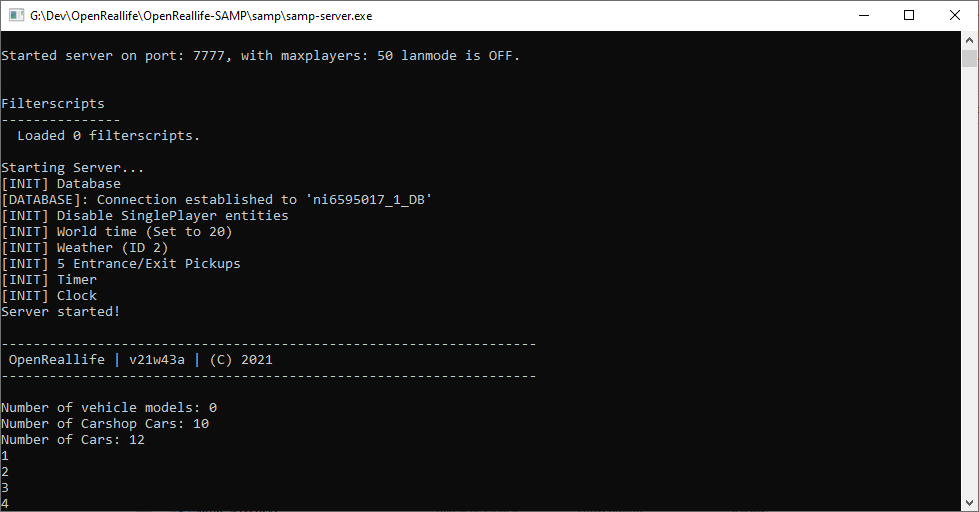 G:\Dev\OpenReallife\OpenReallife-SAMP\samp\samp-server.exe
Started server on port: 7777, with maxplayers: 50 lanmode is OFF.
Filterscripts
---------------
  Loaded 0 filterscripts.
Starting Server...
[INIT] Database
[DATABASE]: Connection established to 'ni6595017_1_DB'
[INIT] Disable SinglePlayer entities
[INIT] World time (Set to 20)
[INIT] Weather (ID 2)
[INIT] 5 Entrance/Exit Pickups
[INIT] Timer
[INIT] Clock
Server started!
-------------------------------------------------------------------
 OpenReallife | v21w43a | (C) 2021
-------------------------------------------------------------------
Number of vehicle models: 0
Number of Carshop Cars: 10
Number of Cars: 12
1
2
3
4